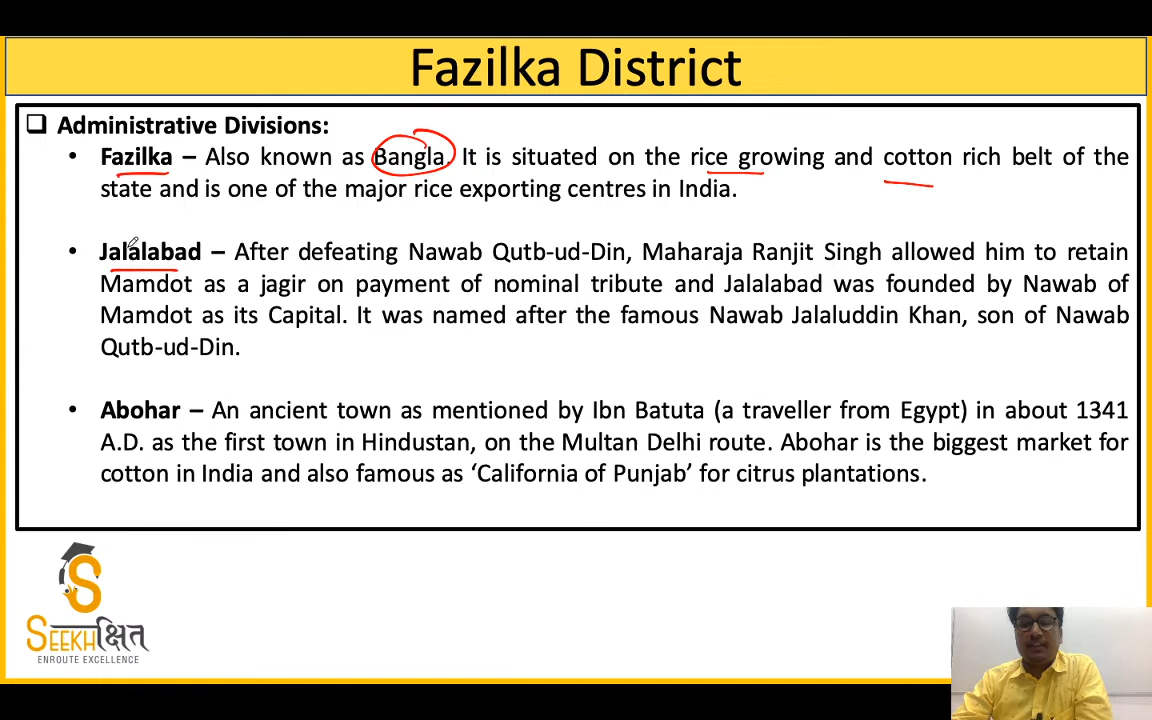 Fazilka District
❑ Administrative Divisions:
• Fazilka – Also known as Bangla. It is situated on the rice growing and cotton rich belt of the
state and is one of the major rice exporting centres in India.
• Jalalabad – After defeating Nawab Qutb-ud-Din, Maharaja Ranjit Singh allowed him to retain
Mamdot as a jagir on payment of nominal tribute and Jalalabad was founded by Nawab of
Mamdot as its Capital. It was named after the famous Nawab Jalaluddin Khan, son of Nawab
Qutb-ud-Din.
• Abohar – An ancient town as mentioned by Ibn Batuta (a traveller from Egypt) in about 1341
A.D. as the first town in Hindustan, on the Multan Delhi route. Abohar is the biggest market for
cotton in India and also famous as ‘California of Punjab’ for citrus plantations.
S
SEEKHक्षित
ENROUTE EXCELLENCE